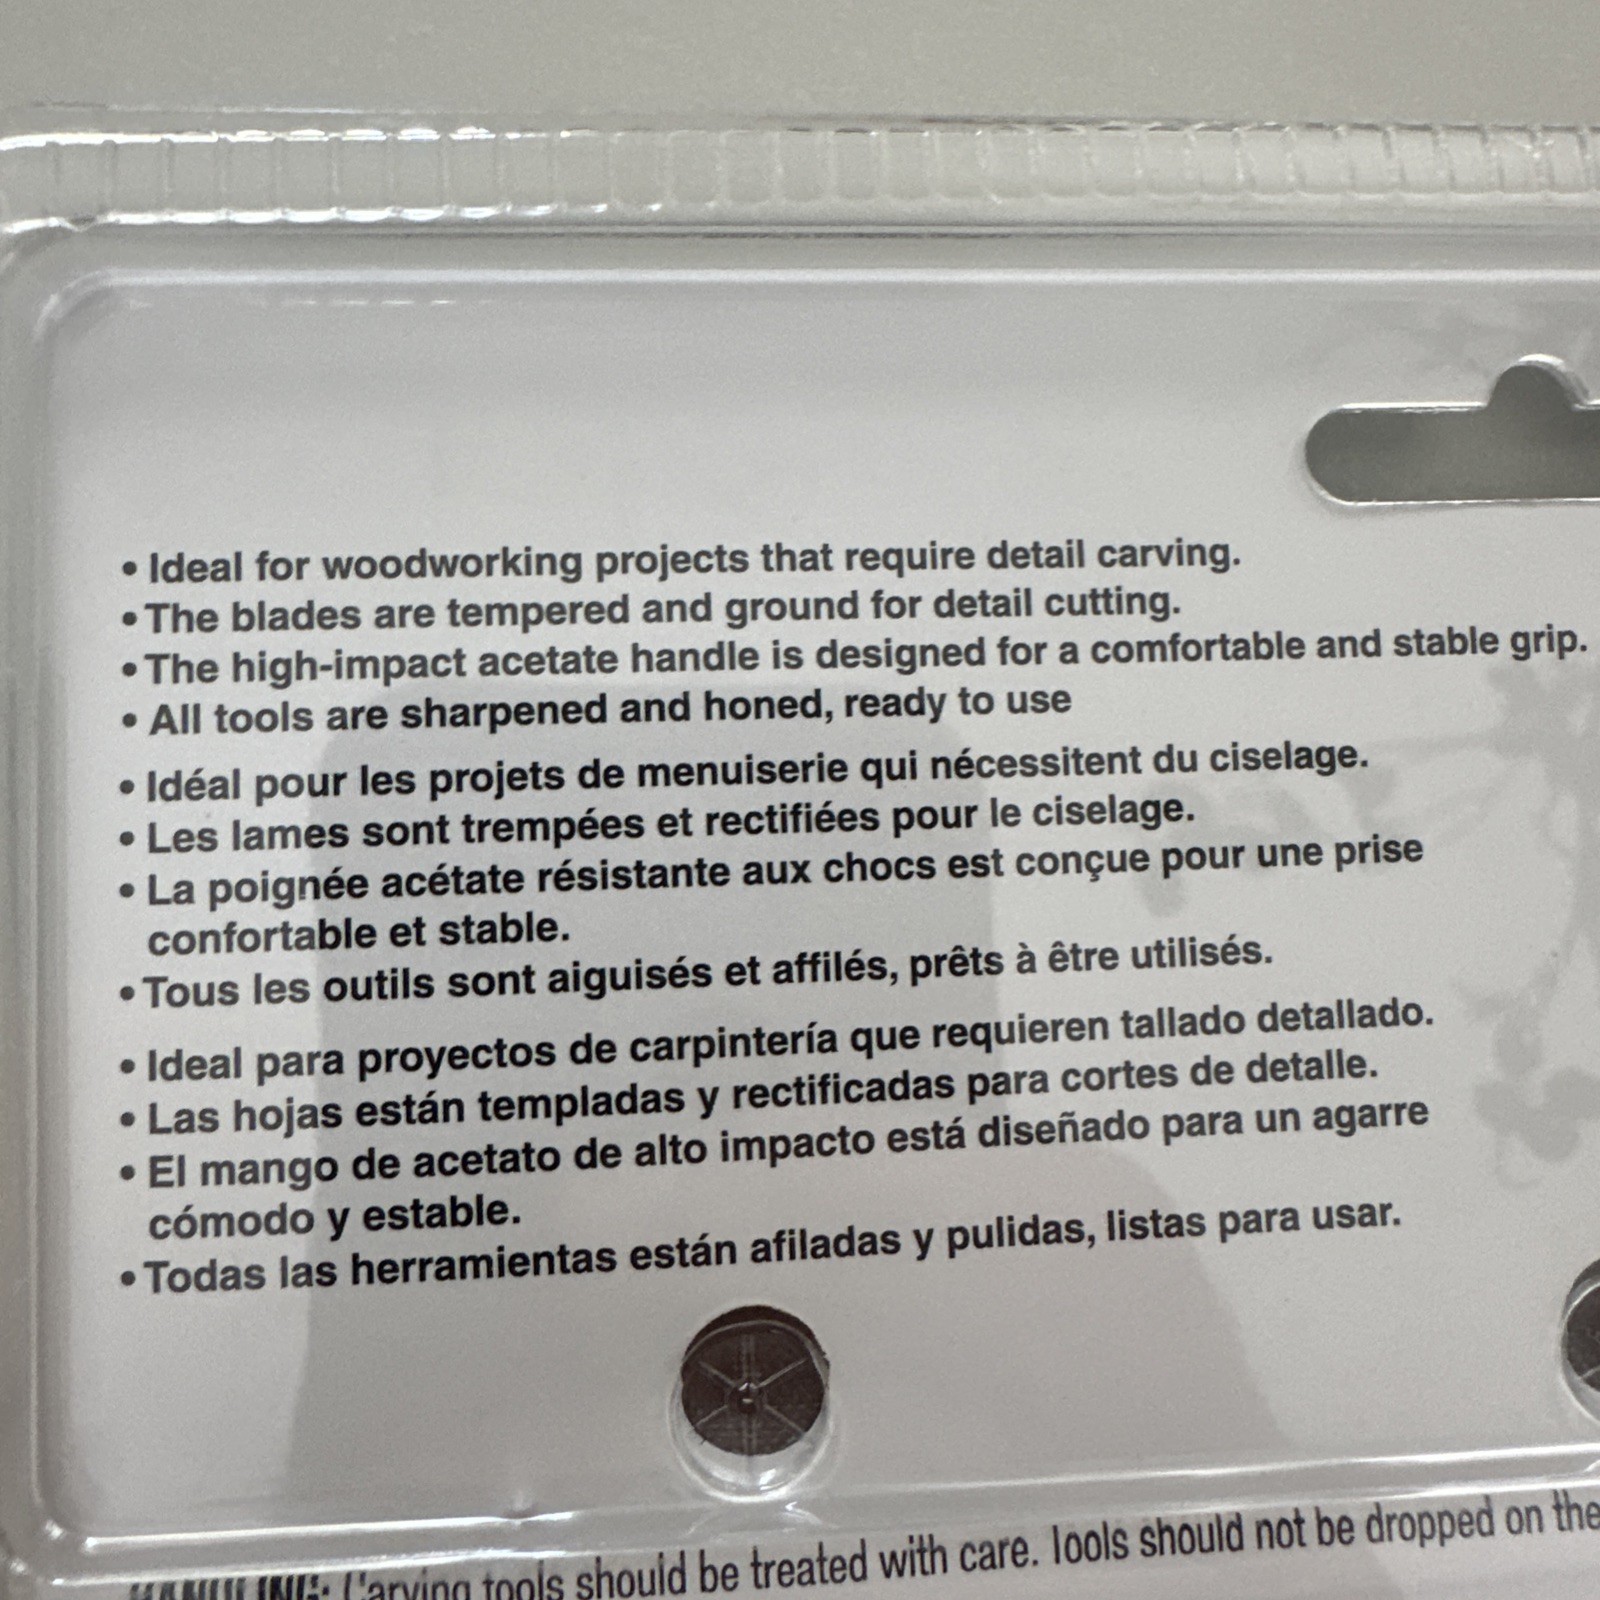 • Ideal for woodworking projects that require detail carving.
• The blades are tempered and ground for detail cutting.
• The high-impact acetate handle is designed for a comfortable and stable grip.
• All tools are sharpened and honed, ready to use
• Idéal pour les projets de menuiserie qui nécessitent du ciselage.
• Les lames sont trempées et rectifiées pour le ciselage.
• La poignée acétate résistante aux chocs est conçue pour une prise
confortable et stable.
• Tous les outils sont aiguisés et affilés, prêts à être utilisés.
• Ideal para proyectos de carpintería que requieren tallado detallado.
• Las hojas están templadas y rectificadas para cortes de detalle.
• El mango de acetato de alto impacto está diseñado para un agarre
cómodo y estable.
• Todas las herramientas están afiladas y pulidas, listas para usar.
HANDLING: Carving tools should be treated with care. Tools should not be dropped on the